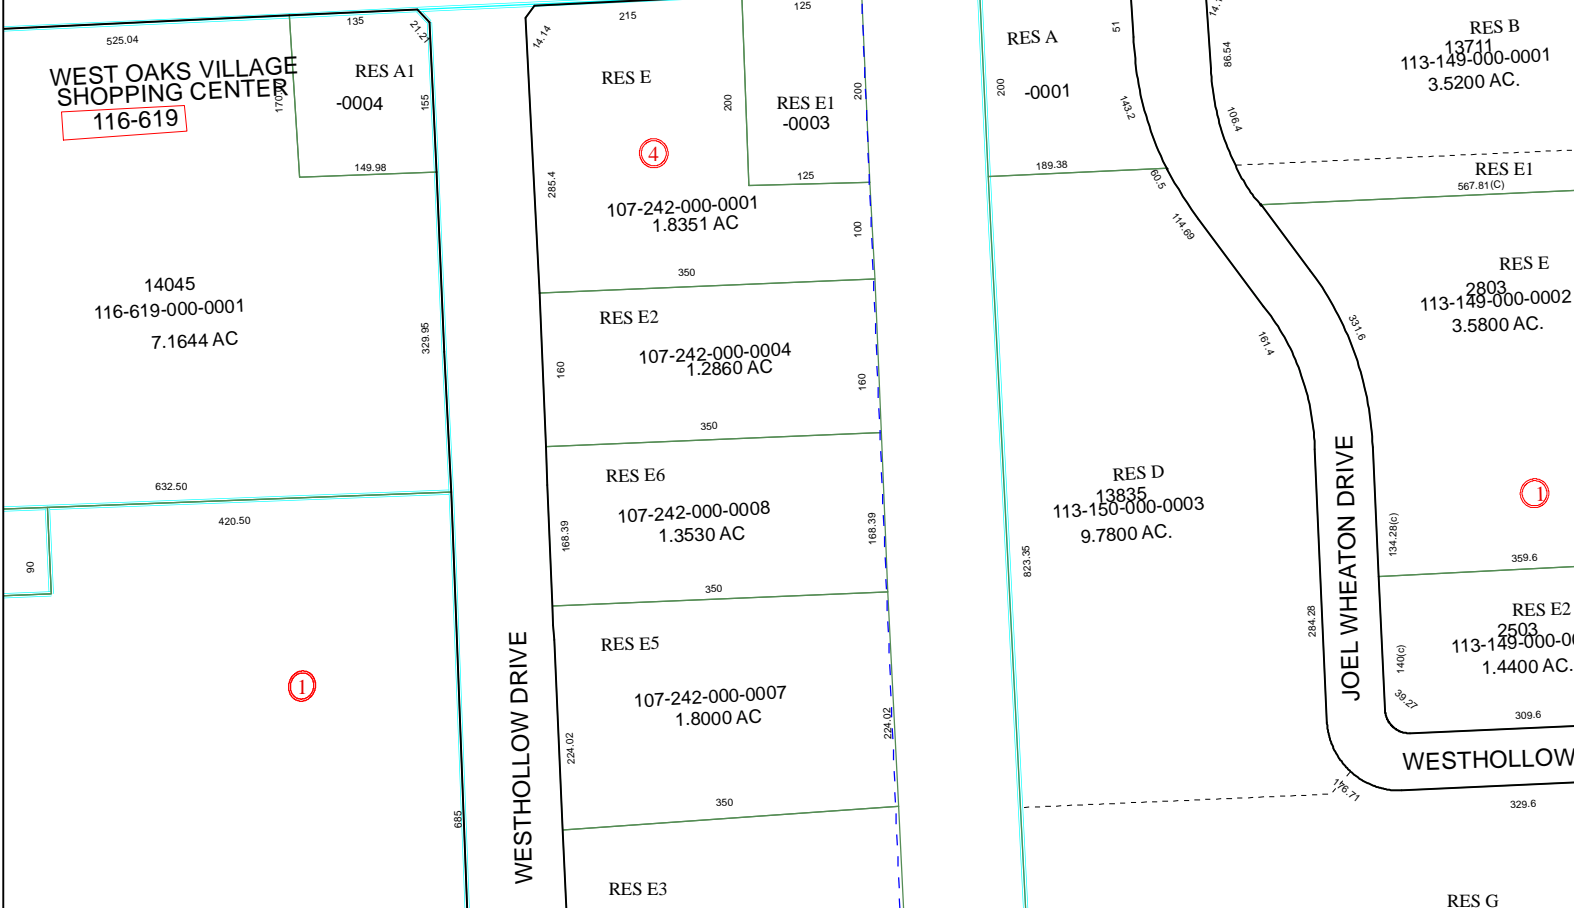 525.04
135
21.21
WEST OAKS VILLAGE
SHOPPING CENTER
116-619
170
RES A1
-0004
155
149.98
14045
116-619-000-0001
7.1644 AC
329.95
632.50
420.50
90
1
685
WESTHOLLOW DRIVE
14.14
215
125
RES E
200
RES E1
-0003
200
4
285.4
125
107-242-000-0001
1.8351 AC
100
350
RES E2
107-242-000-0004
1.2860 AC
160
160
350
RES E6
107-242-000-0008
1.3530 AC
168.39
168.39
350
RES E5
107-242-000-0007
1.8000 AC
224.02
224.02
350
RES E3
RES A
200
-0001
51
143.2
189.38
60.5
114.69
161.4
RES D
13835
113-150-000-0003
9.7800 AC.
823.35
284.28
JOEL WHEATON DRIVE
176.71
86.54
106.4
RES B
13711
113-149-000-0001
3.5200 AC.
RES E1
567.81(C)
RES E
2803
113-149-000-0002
3.5800 AC.
331.6
1
134.28(c)
359.6
RES E2
2503
113-149-000-00
1.4400 AC.
140(c)
39.27
309.6
WESTHOLLOW
329.6
RES G